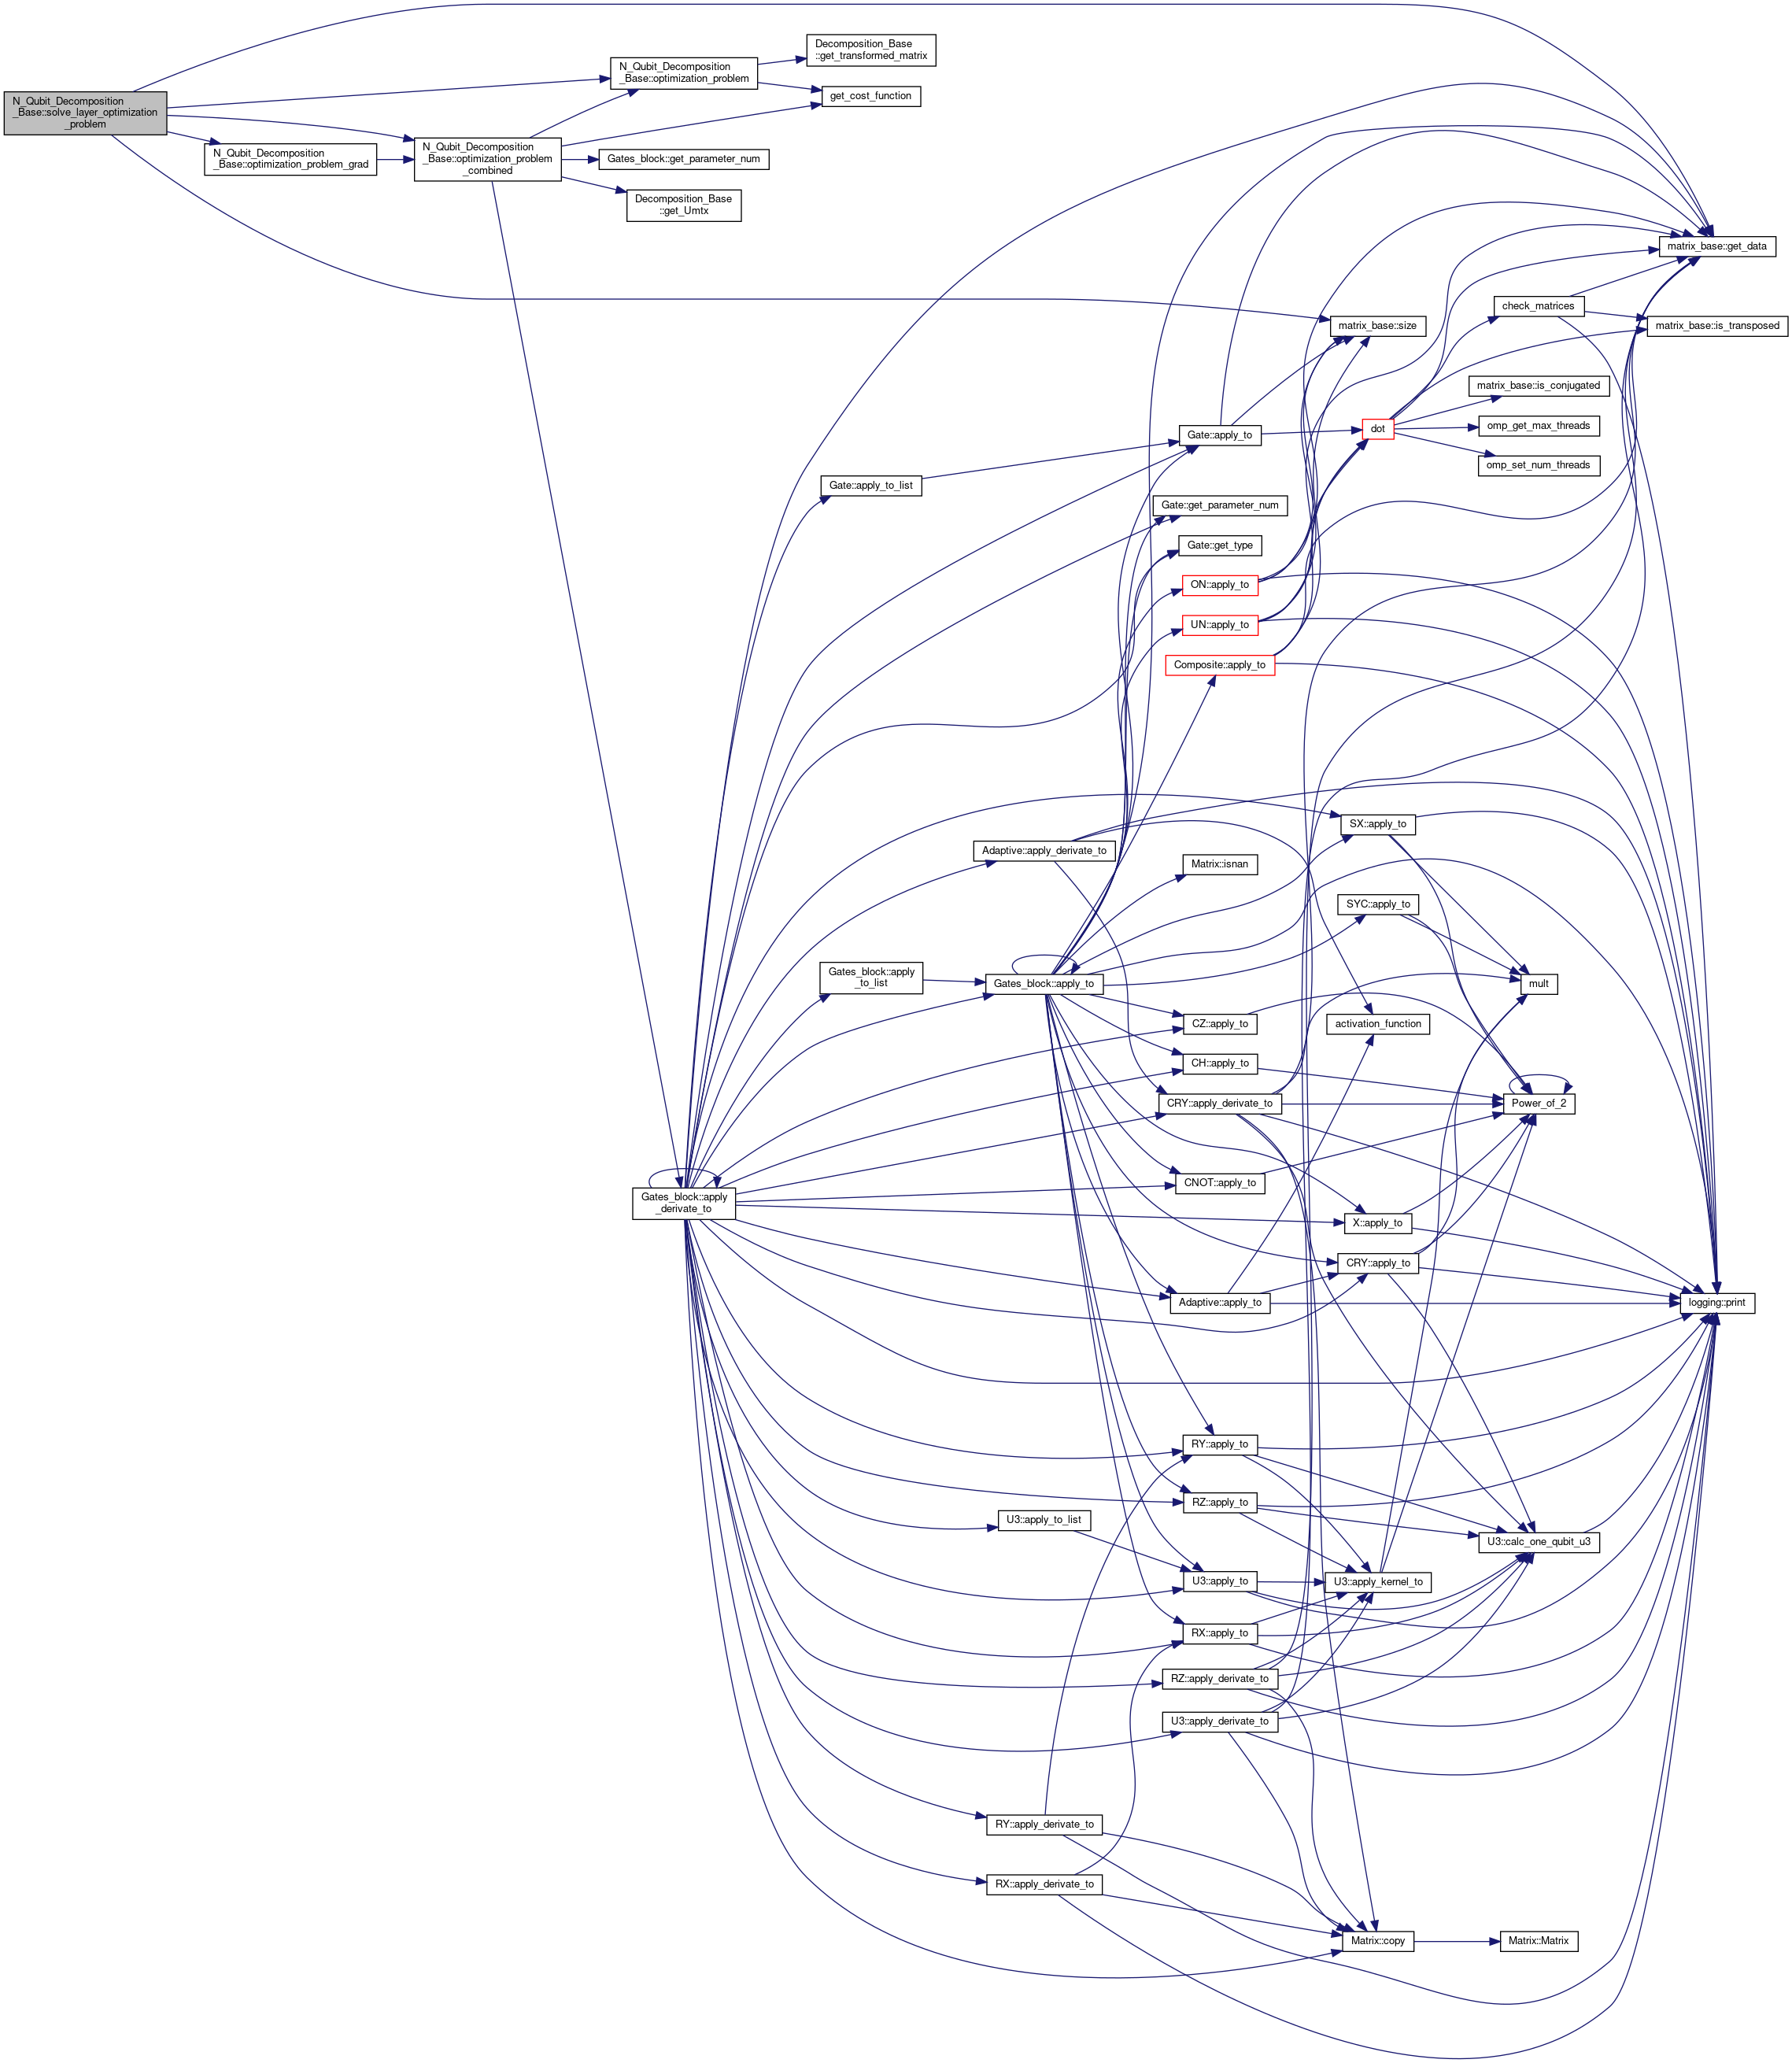 N_Qubit_Decomposition
_Base::solve_layer_optimization
_problem
N_Qubit_Decomposition
_Base::optimization_problem
Decomposition_Base
::get_transformed_matrix
get_cost_function
N_Qubit_Decomposition
_Base::optimization_problem_grad
N_Qubit_Decomposition
_Base::optimization_problem
_combined
Gates_block::get_parameter_num
Decomposition_Base
::get_Umtx
matrix_base::get_data
check_matrices
matrix_base::size
matrix_base::is_transposed
matrix_base::is_conjugated
Gate::apply_to
dot
omp_get_max_threads
omp_set_num_threads
Gate::apply_to_list
Gate::get_parameter_num
Gate::get_type
ON::apply_to
UN::apply_to
Composite::apply_to
SX::apply_to
Adaptive::apply_derivate_to
Matrix::isnan
SYC::apply_to
Gates_block::apply
_to_list
Gates_block::apply_to
mult
CZ::apply_to
activation_function
CH::apply_to
CRY::apply_derivate_to
Power_of_2
CNOT::apply_to
Gates_block::apply
_derivate_to
X::apply_to
CRY::apply_to
Adaptive::apply_to
logging::print
RY::apply_to
RZ::apply_to
U3::apply_to_list
U3::calc_one_qubit_u3
U3::apply_to
U3::apply_kernel_to
RX::apply_to
RZ::apply_derivate_to
U3::apply_derivate_to
RY::apply_derivate_to
RX::apply_derivate_to
Matrix::copy
Matrix::Matrix